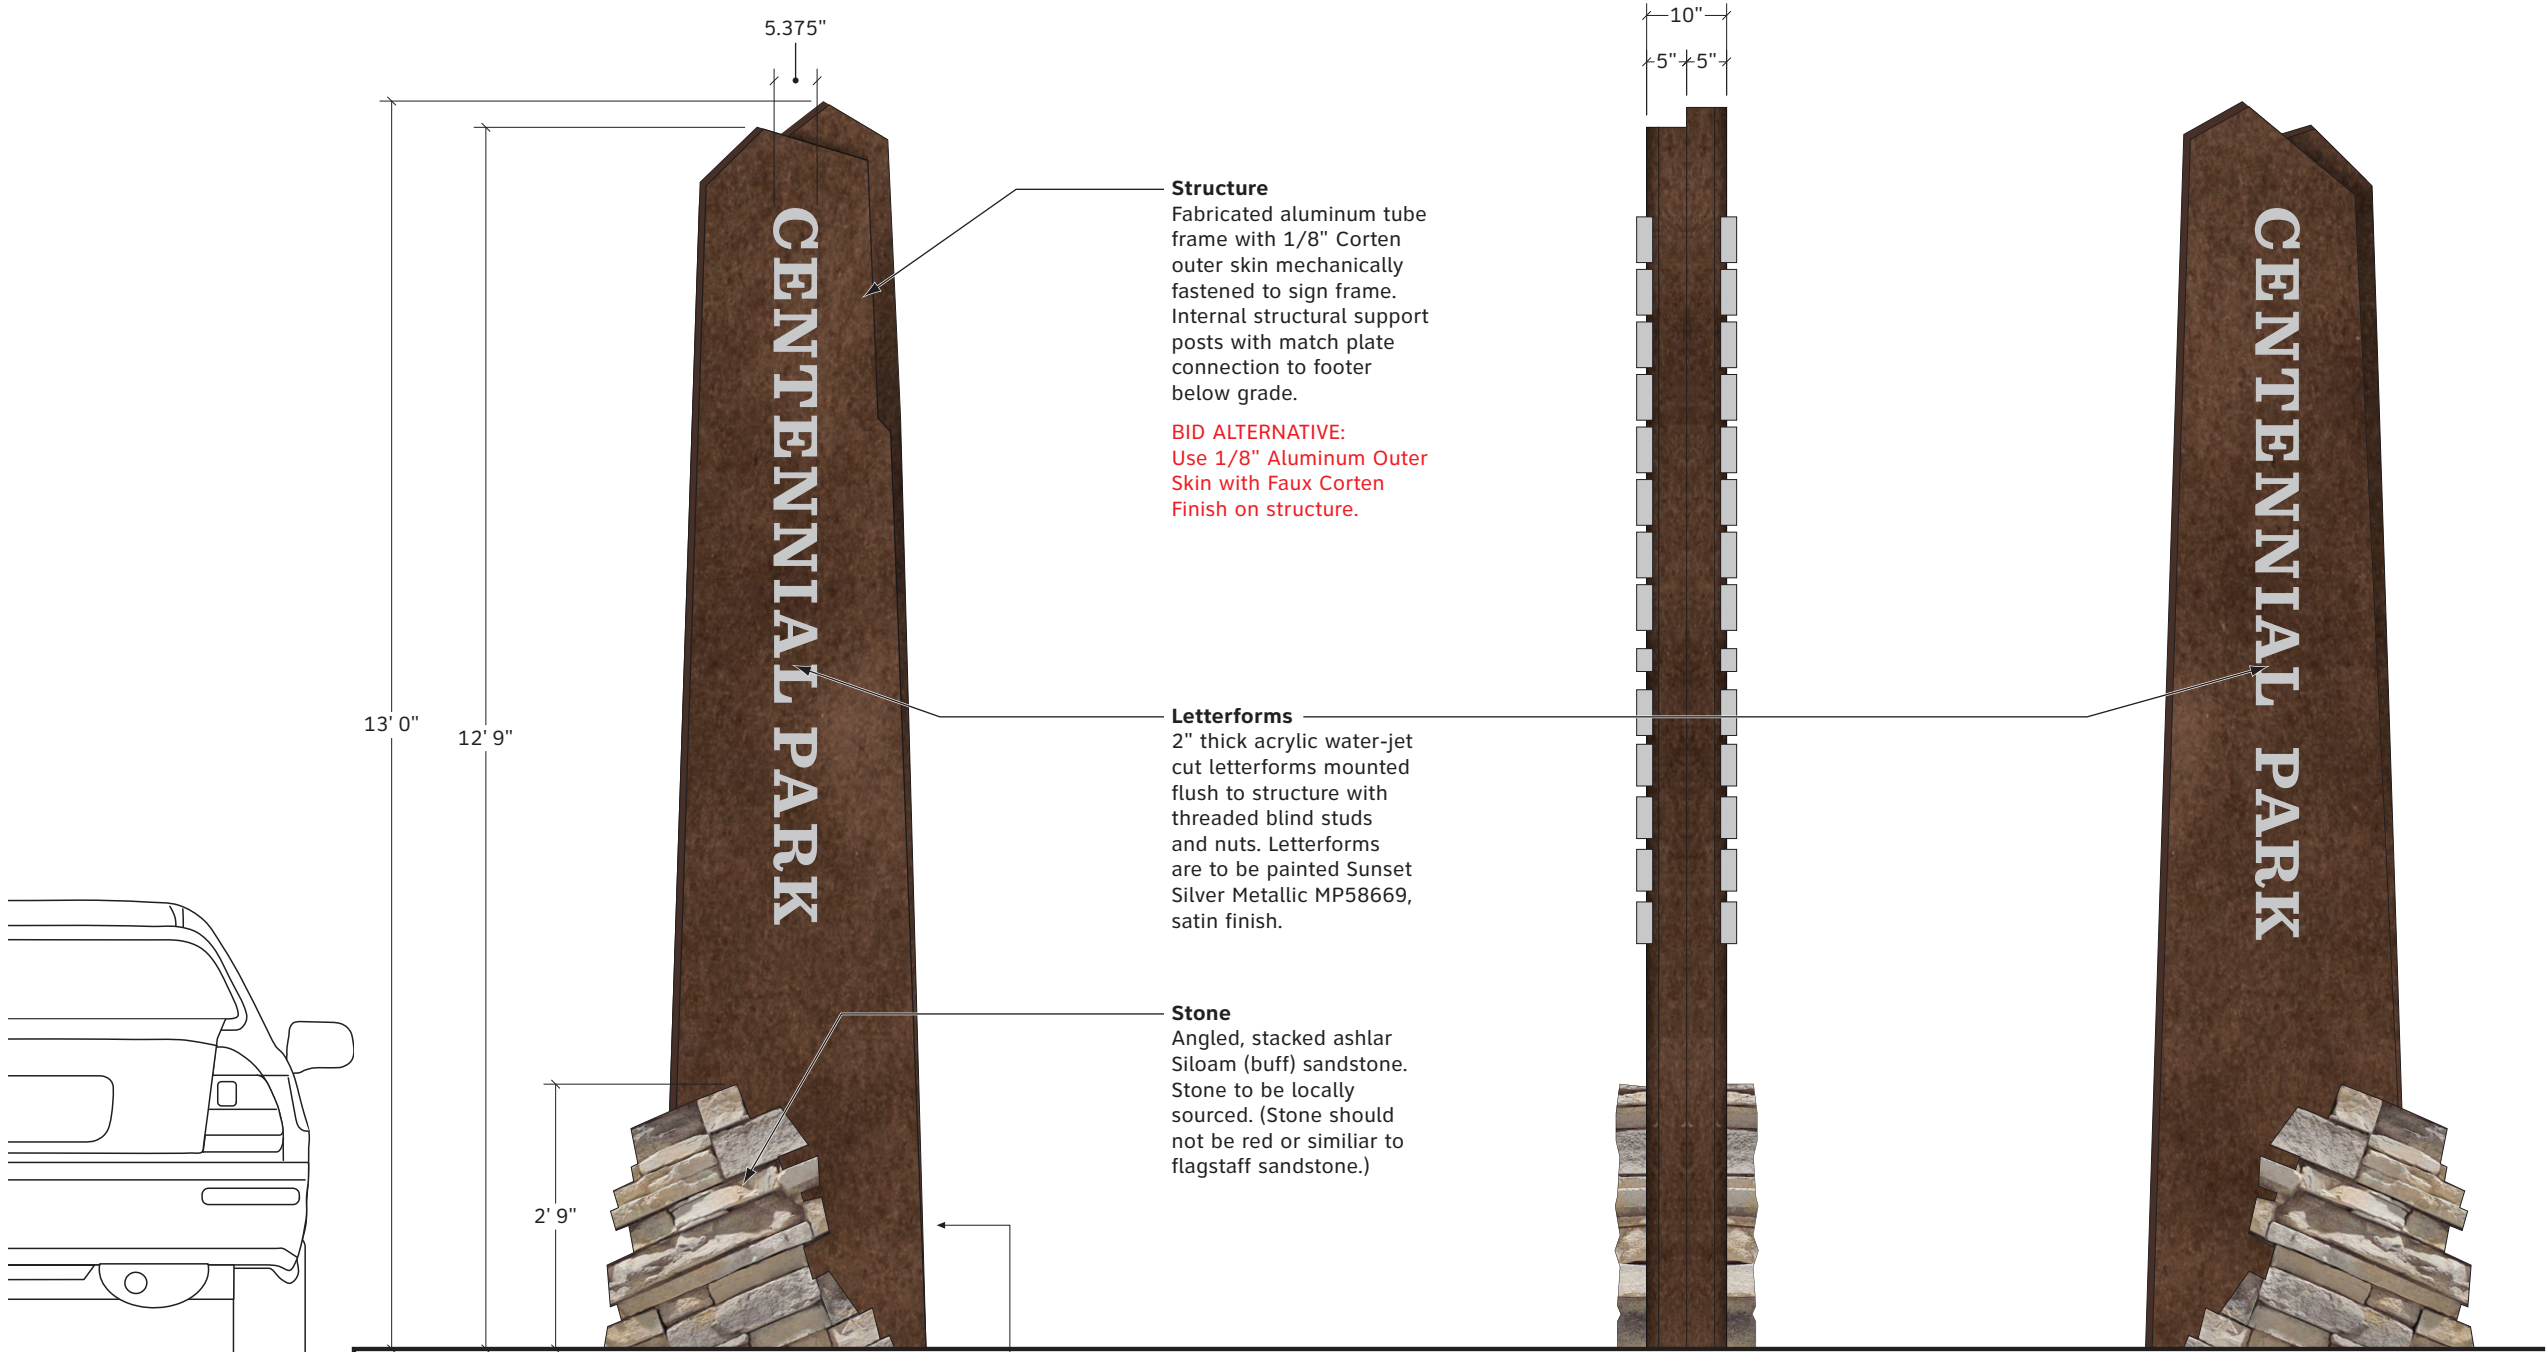 5.375"
10"
5" 5"
CENTENNIAL PARK
13' 0"
12' 9"
2' 9"
Structure
Fabricated aluminum tube
frame with 1/8" Corten
outer skin mechanically
fastened to sign frame.
Internal structural support
posts with match plate
connection to footer
below grade.
BID ALTERNATIVE:
Use 1/8" Aluminum Outer
Skin with Faux Corten
Finish on structure.
Letterforms
2" thick acrylic water-jet
cut letterforms mounted
flush to structure with
threaded blind studs
and nuts. Letterforms
are to be painted Sunset
Silver Metallic MP58669,
satin finish.
Stone
Angled, stacked ashlar
Siloam (buff) sandstone.
Stone to be locally
sourced. (Stone should
not be red or similiar to
flagstaff sandstone.)
CENTENNIAL PARK